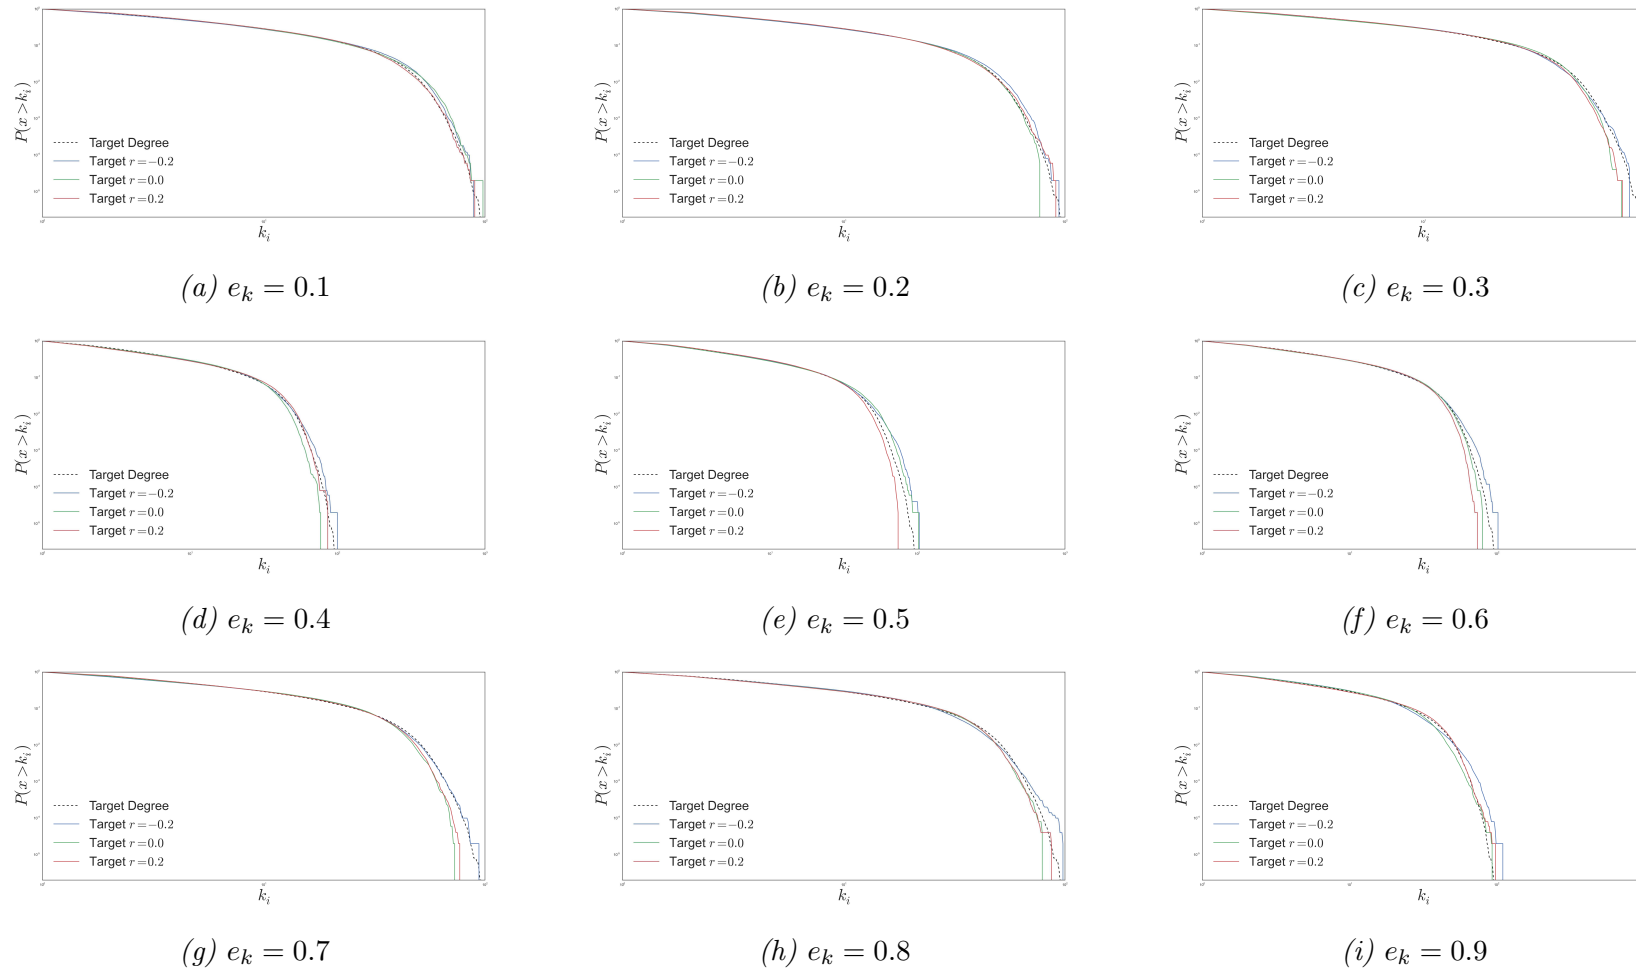 P(x > k_i)
Target Degree
Target r = −0.2
Target r = 0.0
Target r = 0.2
k_i
(a) e_k = 0.1
P(x > k_i)
Target Degree
Target r = −0.2
Target r = 0.0
Target r = 0.2
k_i
(b) e_k = 0.2
P(x > k_i)
Target Degree
Target r = −0.2
Target r = 0.0
Target r = 0.2
k_i
(c) e_k = 0.3
P(x > k_i)
Target Degree
Target r = −0.2
Target r = 0.0
Target r = 0.2
k_i
(d) e_k = 0.4
P(x > k_i)
Target Degree
Target r = −0.2
Target r = 0.0
Target r = 0.2
k_i
(e) e_k = 0.5
P(x > k_i)
Target Degree
Target r = −0.2
Target r = 0.0
Target r = 0.2
k_i
(f) e_k = 0.6
P(x > k_i)
Target Degree
Target r = −0.2
Target r = 0.0
Target r = 0.2
k_i
(g) e_k = 0.7
P(x > k_i)
Target Degree
Target r = −0.2
Target r = 0.0
Target r = 0.2
k_i
(h) e_k = 0.8
P(x > k_i)
Target Degree
Target r = −0.2
Target r = 0.0
Target r = 0.2
k_i
(i) e_k = 0.9